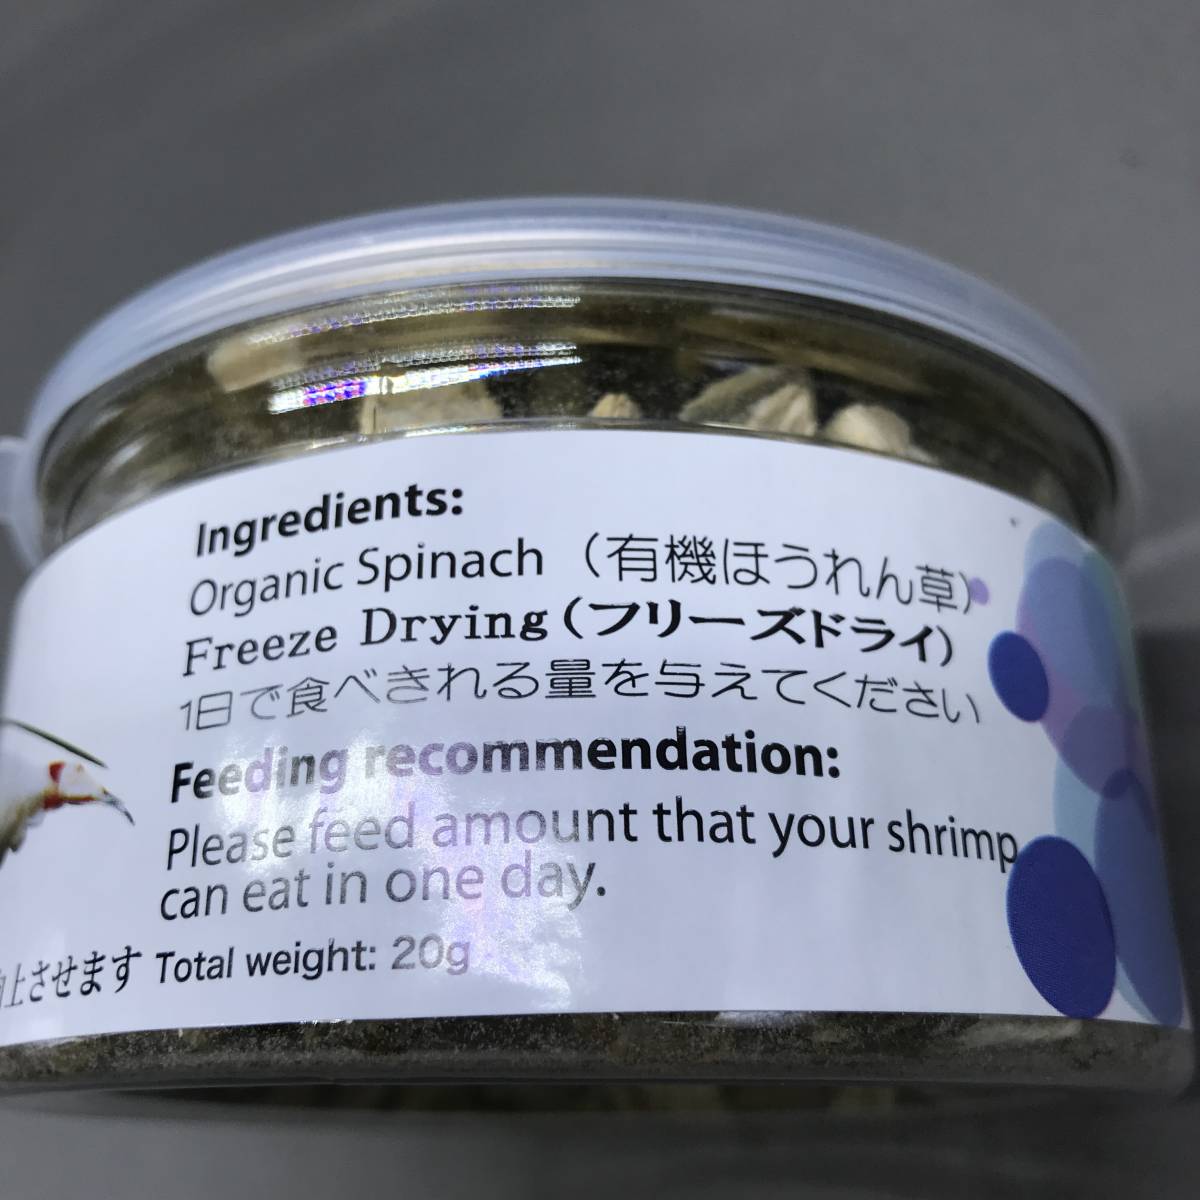 Ingredients:
Organic Spinach（有機ほうれん草）
Freeze Drying（フリーズドライ）
1日で食べきれる量を与えてください
Feeding recommendation:
Please feed amount that your shrimp
can eat in one day.
上させます Total weight: 20g